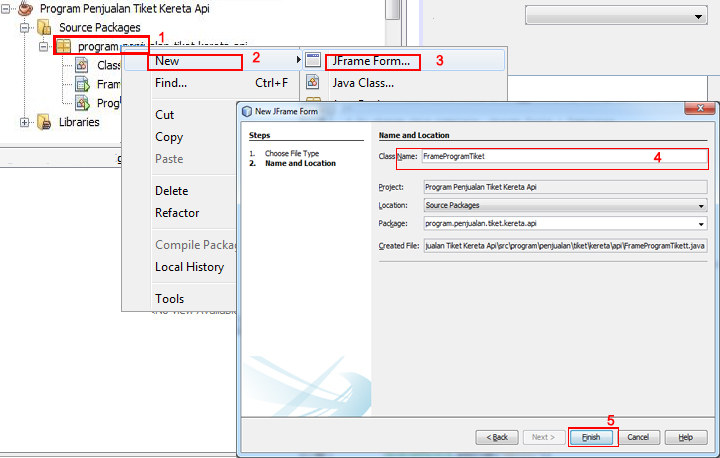 Program Penjualan Tiket Kereta Api
Source Packages
program.penjualan.tiket.kereta.api
1
Class
Fram
Prog
Libraries
New 2
Find... Ctrl+F
Cut
Copy
Paste
Delete
Refactor
Compile Packag
Local History
Tools
<No View Available
JFrame Form... 3
Java Class...
New JFrame Form
Steps
1. Choose File Type
2. Name and Location
Name and Location
Class Name: FrameProgramTiket 4
Project: Program Penjualan Tiket Kereta Api
Location: Source Packages
Package: program.penjualan.tiket.kereta.api
Created File: jualan Tiket Kereta Api\src\program\penjualan\tiket\kereta\api\FrameProgramTikett.java
5
< Back Next > Finish Cancel Help